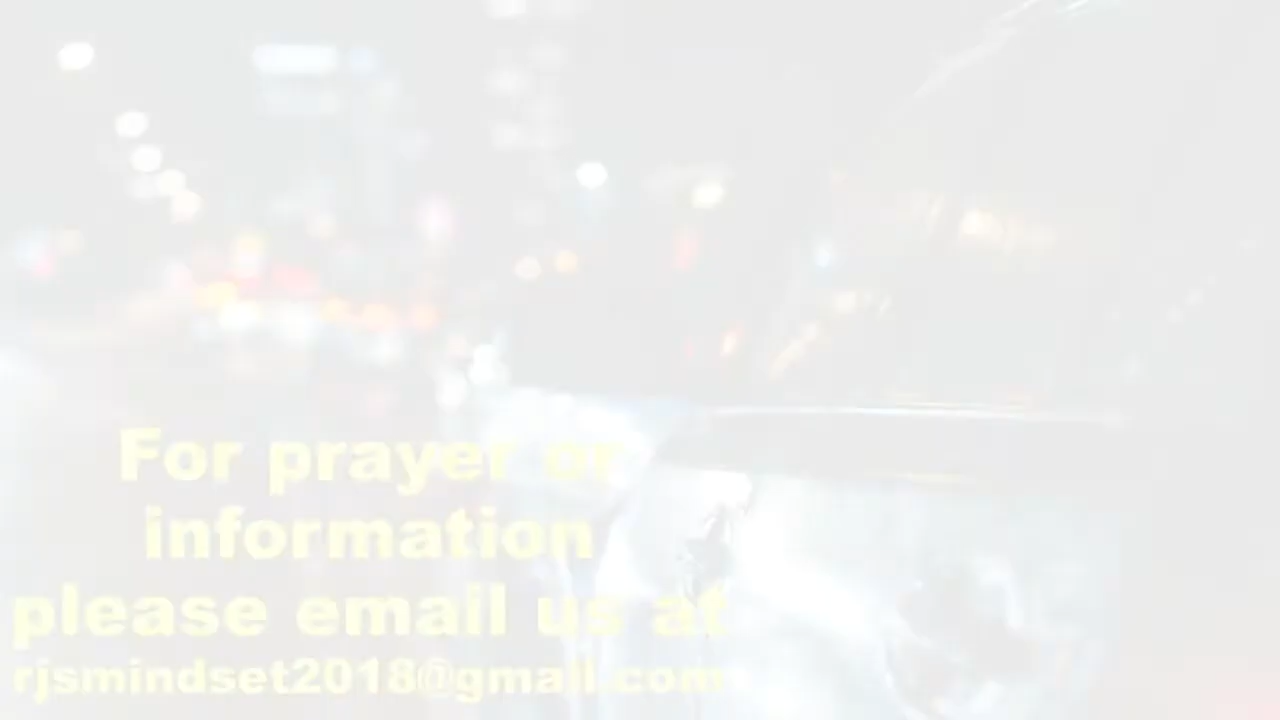 For prayer or
information
please email us at
rjsmindset2018@gmail.com